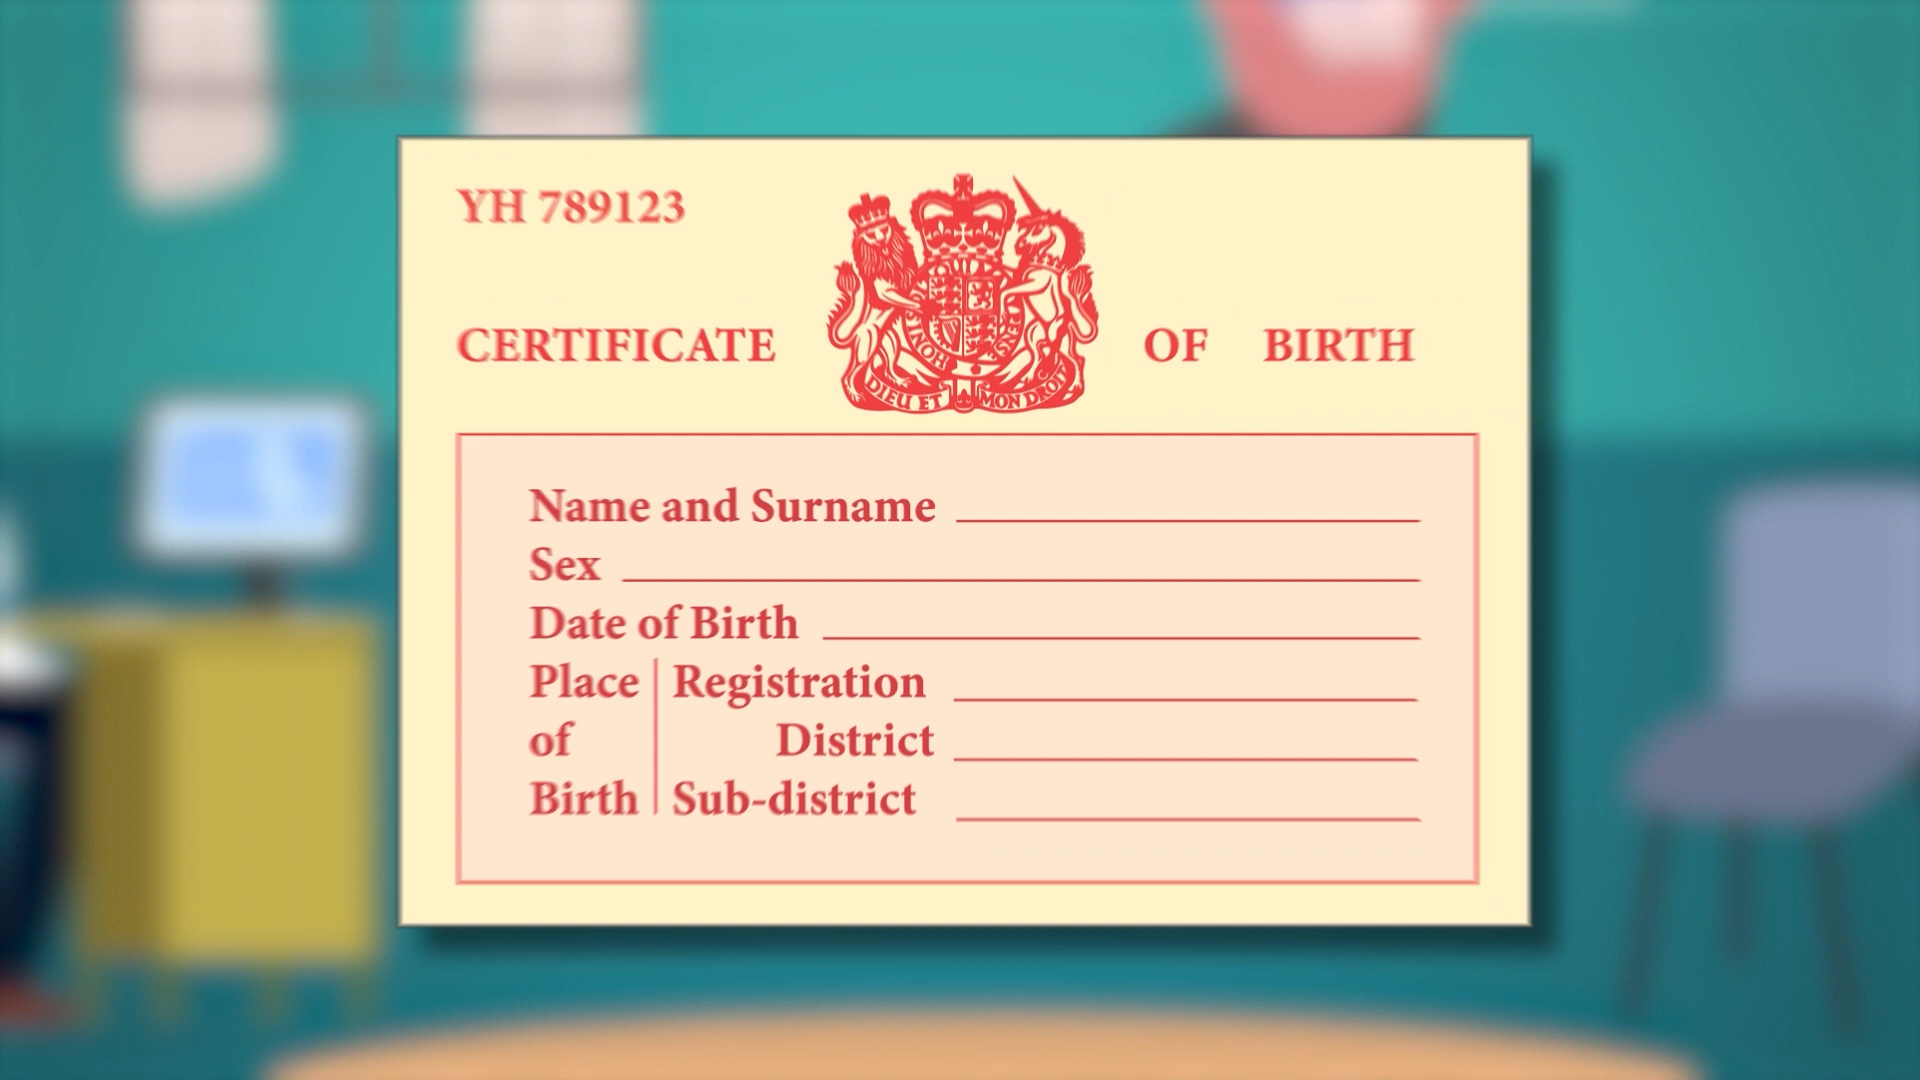 YH 789123
CERTIFICATE OF BIRTH
DIEU ET MON DROIT
Name and Surname
Sex
Date of Birth
Place of Birth
Registration District
Sub-district